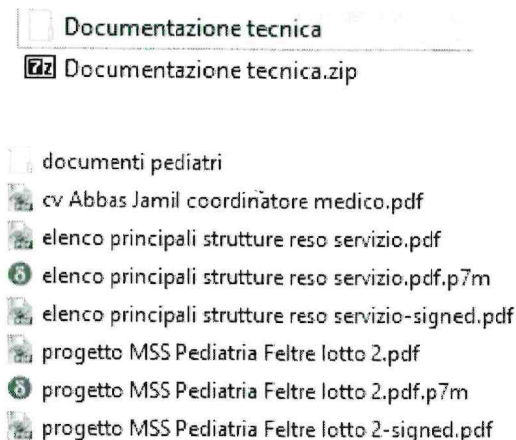 Documentazione tecnica
Documentazione tecnica.zip
documenti pediatri
cv Abbas Jamil coordinatore medico.pdf
elenco principali strutture reso servizio.pdf
elenco principali strutture reso servizio.pdf.p7m
elenco principali strutture reso servizio-signed.pdf
progetto MSS Pediatria Feltre lotto 2.pdf
progetto MSS Pediatria Feltre lotto 2.pdf.p7m
progetto MSS Pediatria Feltre lotto 2-signed.pdf